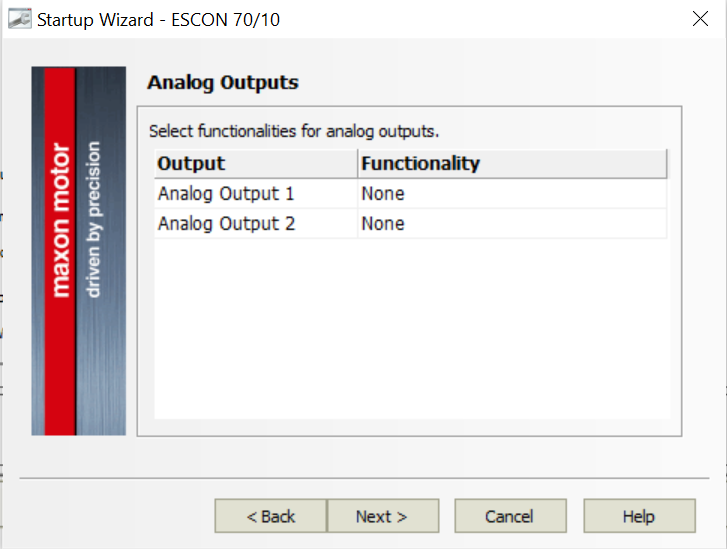 Startup Wizard - ESCON 70/10
maxon motor
driven by precision
Analog Outputs
Select functionalities for analog outputs.
Output Functionality
Analog Output 1 None
Analog Output 2 None
< Back Next > Cancel Help